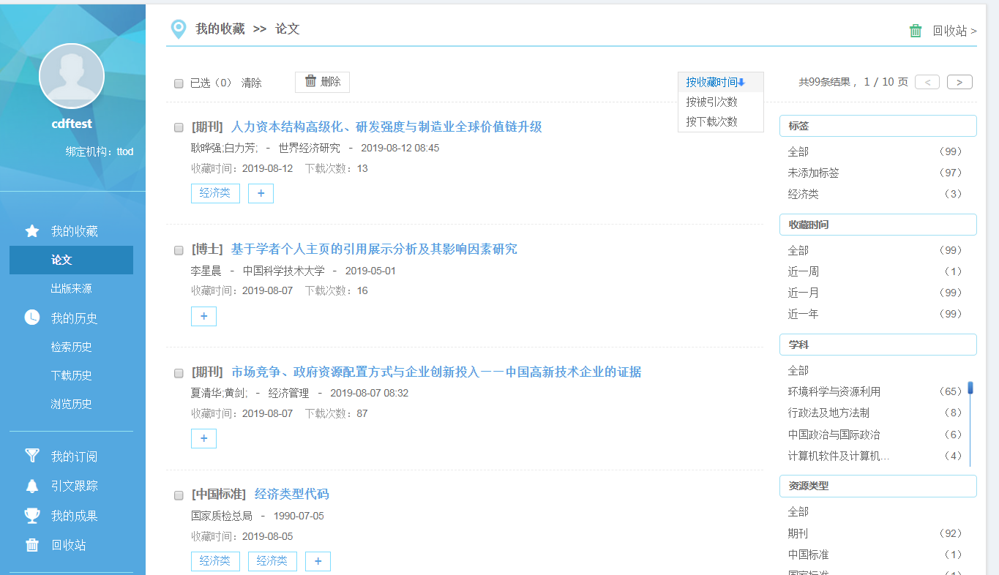 cdftest
绑定机构：ttod
我的收藏
论文
出版来源
我的历史
检索历史
下载历史
浏览历史
我的订阅
引文跟踪
我的成果
回收站
我的收藏 >> 论文
回收站 >
已选（0） 清除 删除
按收藏时间
按被引次数
按下载次数
共99条结果， 1 / 10 页 < >
[期刊] 人力资本结构高级化、研发强度与制造业全球价值链升级
耿晔强;白力芳; - 世界经济研究 - 2019-08-12 08:45
收藏时间：2019-08-12 下载次数：13
经济类 +
[博士] 基于学者个人主页的引用展示分析及其影响因素研究
李星晨 - 中国科学技术大学 - 2019-05-01
收藏时间：2019-08-07 下载次数：16
+
[期刊] 市场竞争、政府资源配置方式与企业创新投入——中国高新技术企业的证据
夏清华;黄剑; - 经济管理 - 2019-08-07 08:32
收藏时间：2019-08-07 下载次数：87
+
[中国标准] 经济类型代码
国家质检总局 - 1990-07-05
收藏时间：2019-08-05
经济类 经济类 +
标签
全部 （99）
未添加标签 （97）
经济类 （3）
收藏时间
全部 （99）
近一周 （1）
近一月 （99）
近一年 （99）
学科
全部
环境科学与资源利用 （65）
行政法及地方法制 （8）
中国政治与国际政治 （6）
计算机软件及计算机... （4）
资源类型
全部
期刊 （92）
中国标准 （1）
国家标准 （1）